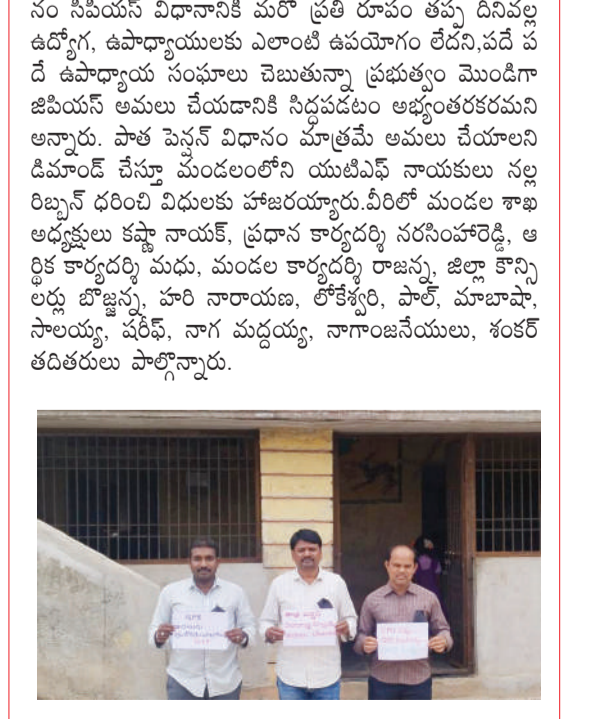 నం సిపియస్ విధానానికి మరో ప్రతి రూపం తప్ప దీనివల్ల
ఉద్యోగ, ఉపాధ్యాయులకు ఎలాంటి ఉపయోగం లేదని,పదే ప
దే ఉపాధ్యాయ సంఘాలు చెబుతున్నా ప్రభుత్వం మొండిగా
జిపియస్ అమలు చేయడానికి సిద్ధపడటం అభ్యంతరకరమని
అన్నారు. పాత పెన్షన్ విధానం మాత్రమే అమలు చేయాలని
డిమాండ్ చేస్తూ మండలంలోని యుటిఎఫ్ నాయకులు నల్ల
రిబ్బన్ ధరించి విధులకు హాజరయ్యారు.వీరిలో మండల శాఖ
అధ్యక్షులు కష్ణా నాయక్, ప్రధాన కార్యదర్శి నరసింహారెడ్డి, ఆ
ర్థిక కార్యదర్శి మధు, మండల కార్యదర్శి రాజన్న, జిల్లా కౌన్సి
లర్లు బొజ్జన్న, హరి నారాయణ, లోకేశ్వరి, పాల్, మాబాషా,
సాలయ్య, షరీఫ్, నాగ మద్దయ్య, నాగాంజనేయులు, శంకర్
తదితరులు పాల్గొన్నారు.